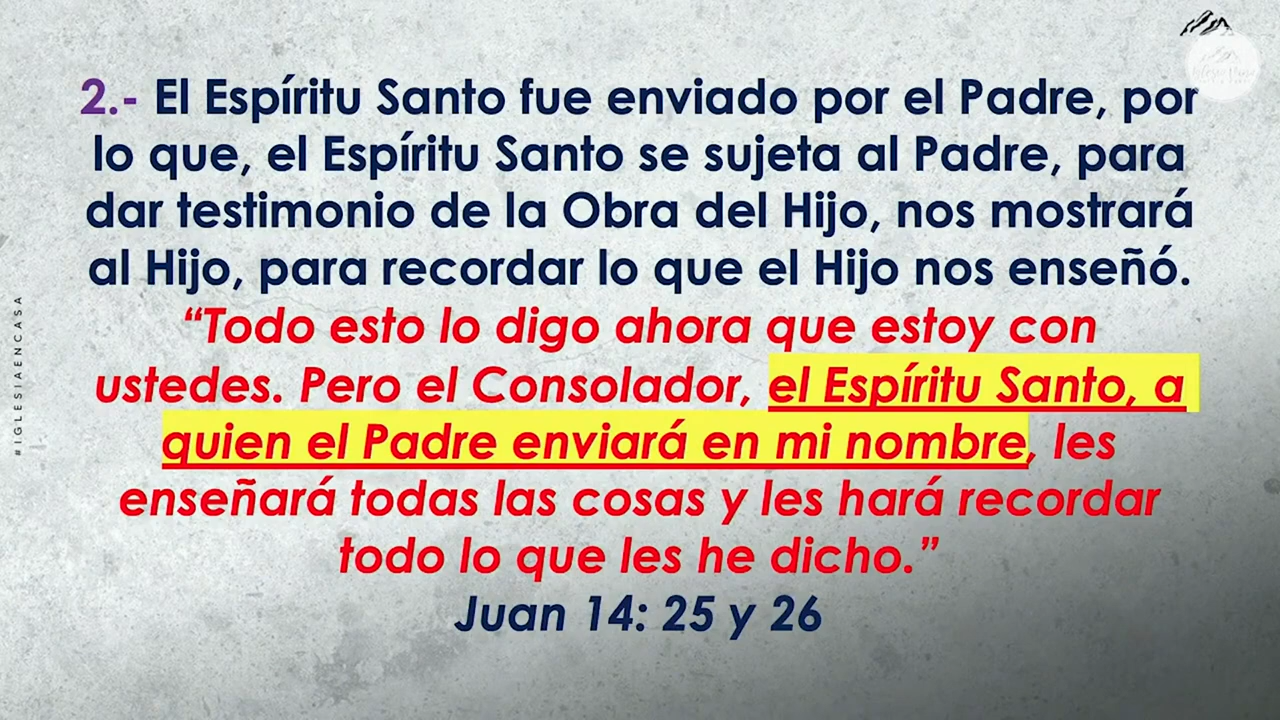 2.- El Espíritu Santo fue enviado por el Padre, por
lo que, el Espíritu Santo se sujeta al Padre, para
dar testimonio de la Obra del Hijo, nos mostrará
al Hijo, para recordar lo que el Hijo nos enseñó.
“Todo esto lo digo ahora que estoy con
ustedes. Pero el Consolador, el Espíritu Santo, a
quien el Padre enviará en mi nombre, les
enseñará todas las cosas y les hará recordar
todo lo que les he dicho.”
Juan 14: 25 y 26
#IGLESIAENCASA